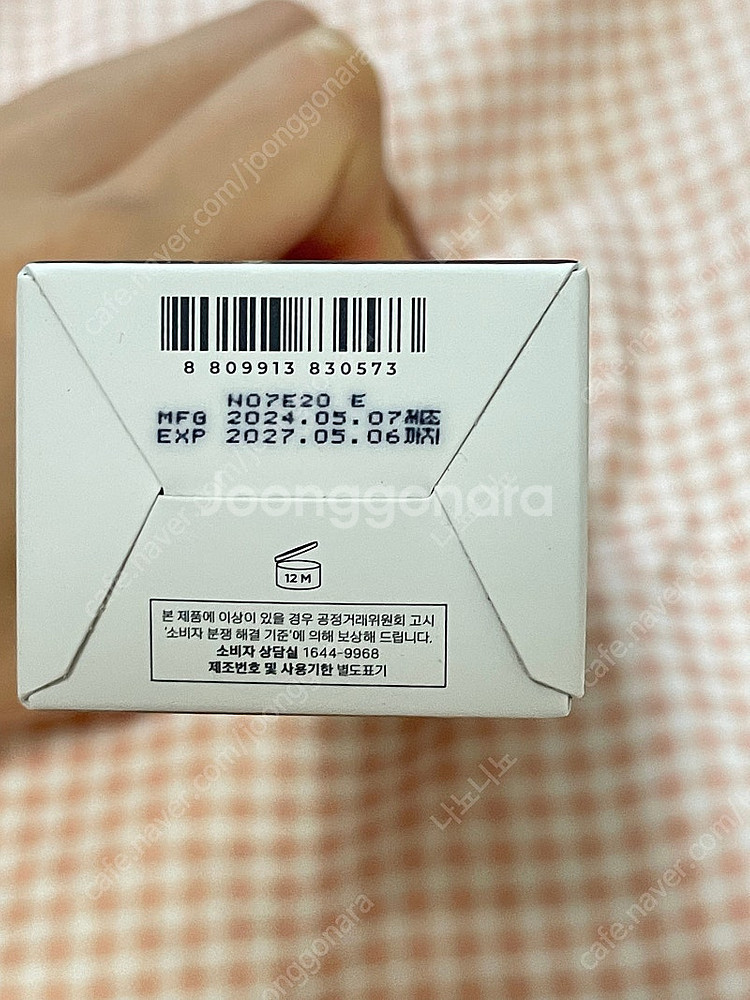 8 809913 830573
N07E20 E
MFG 2024.05.07제조
EXP 2027.05.06까지
Joonggonara
12 M
본 제품에 이상이 있을 경우 공정거래위원회 고시
'소비자 분쟁 해결 기준'에 의해 보상해 드립니다.
소비자 상담실 1644-9968
제조번호 및 사용기한 별도표기
cafe.naver.com/joonggonara
나노나노